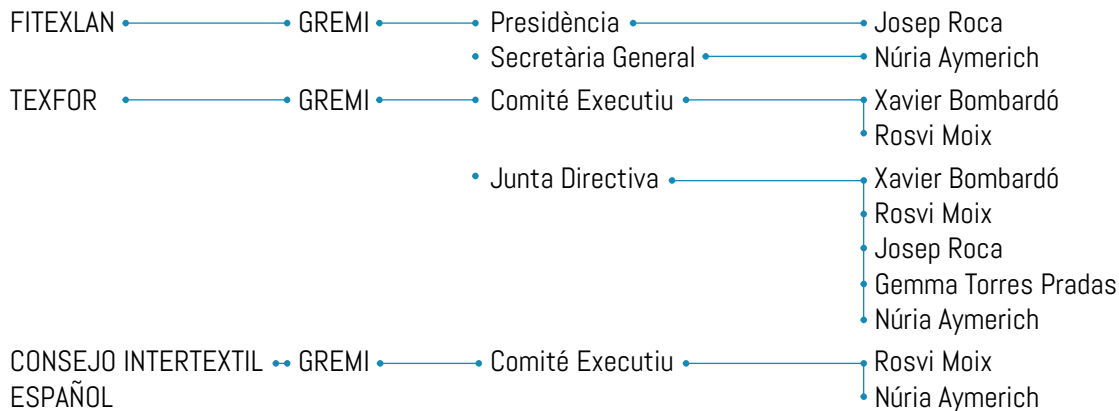 FITEXLAN GREMI Presidència Josep Roca
Secretària General Núria Aymerich
TEXFOR GREMI Comité Executiu Xavier Bombardó
Rosvi Moix
Junta Directiva Xavier Bombardó
Rosvi Moix
Josep Roca
Gemma Torres Pradas
Núria Aymerich
CONSEJO INTERTEXTIL GREMI Comité Executiu Rosvi Moix
ESPAÑOL Núria Aymerich